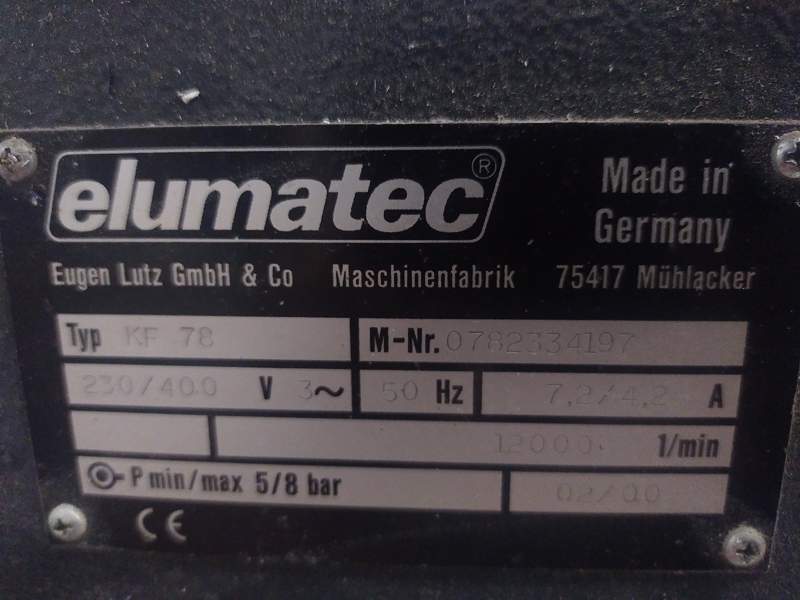 elumatec ®
Made in
Germany
Eugen Lutz GmbH & Co Maschinenfabrik 75417 Mühlacker
Typ KF 78 M-Nr. 0782334197
230/400 V 3~ 50 Hz 7,2/4,2 A
12000 1/min
P min/max 5/8 bar 02/00
CE